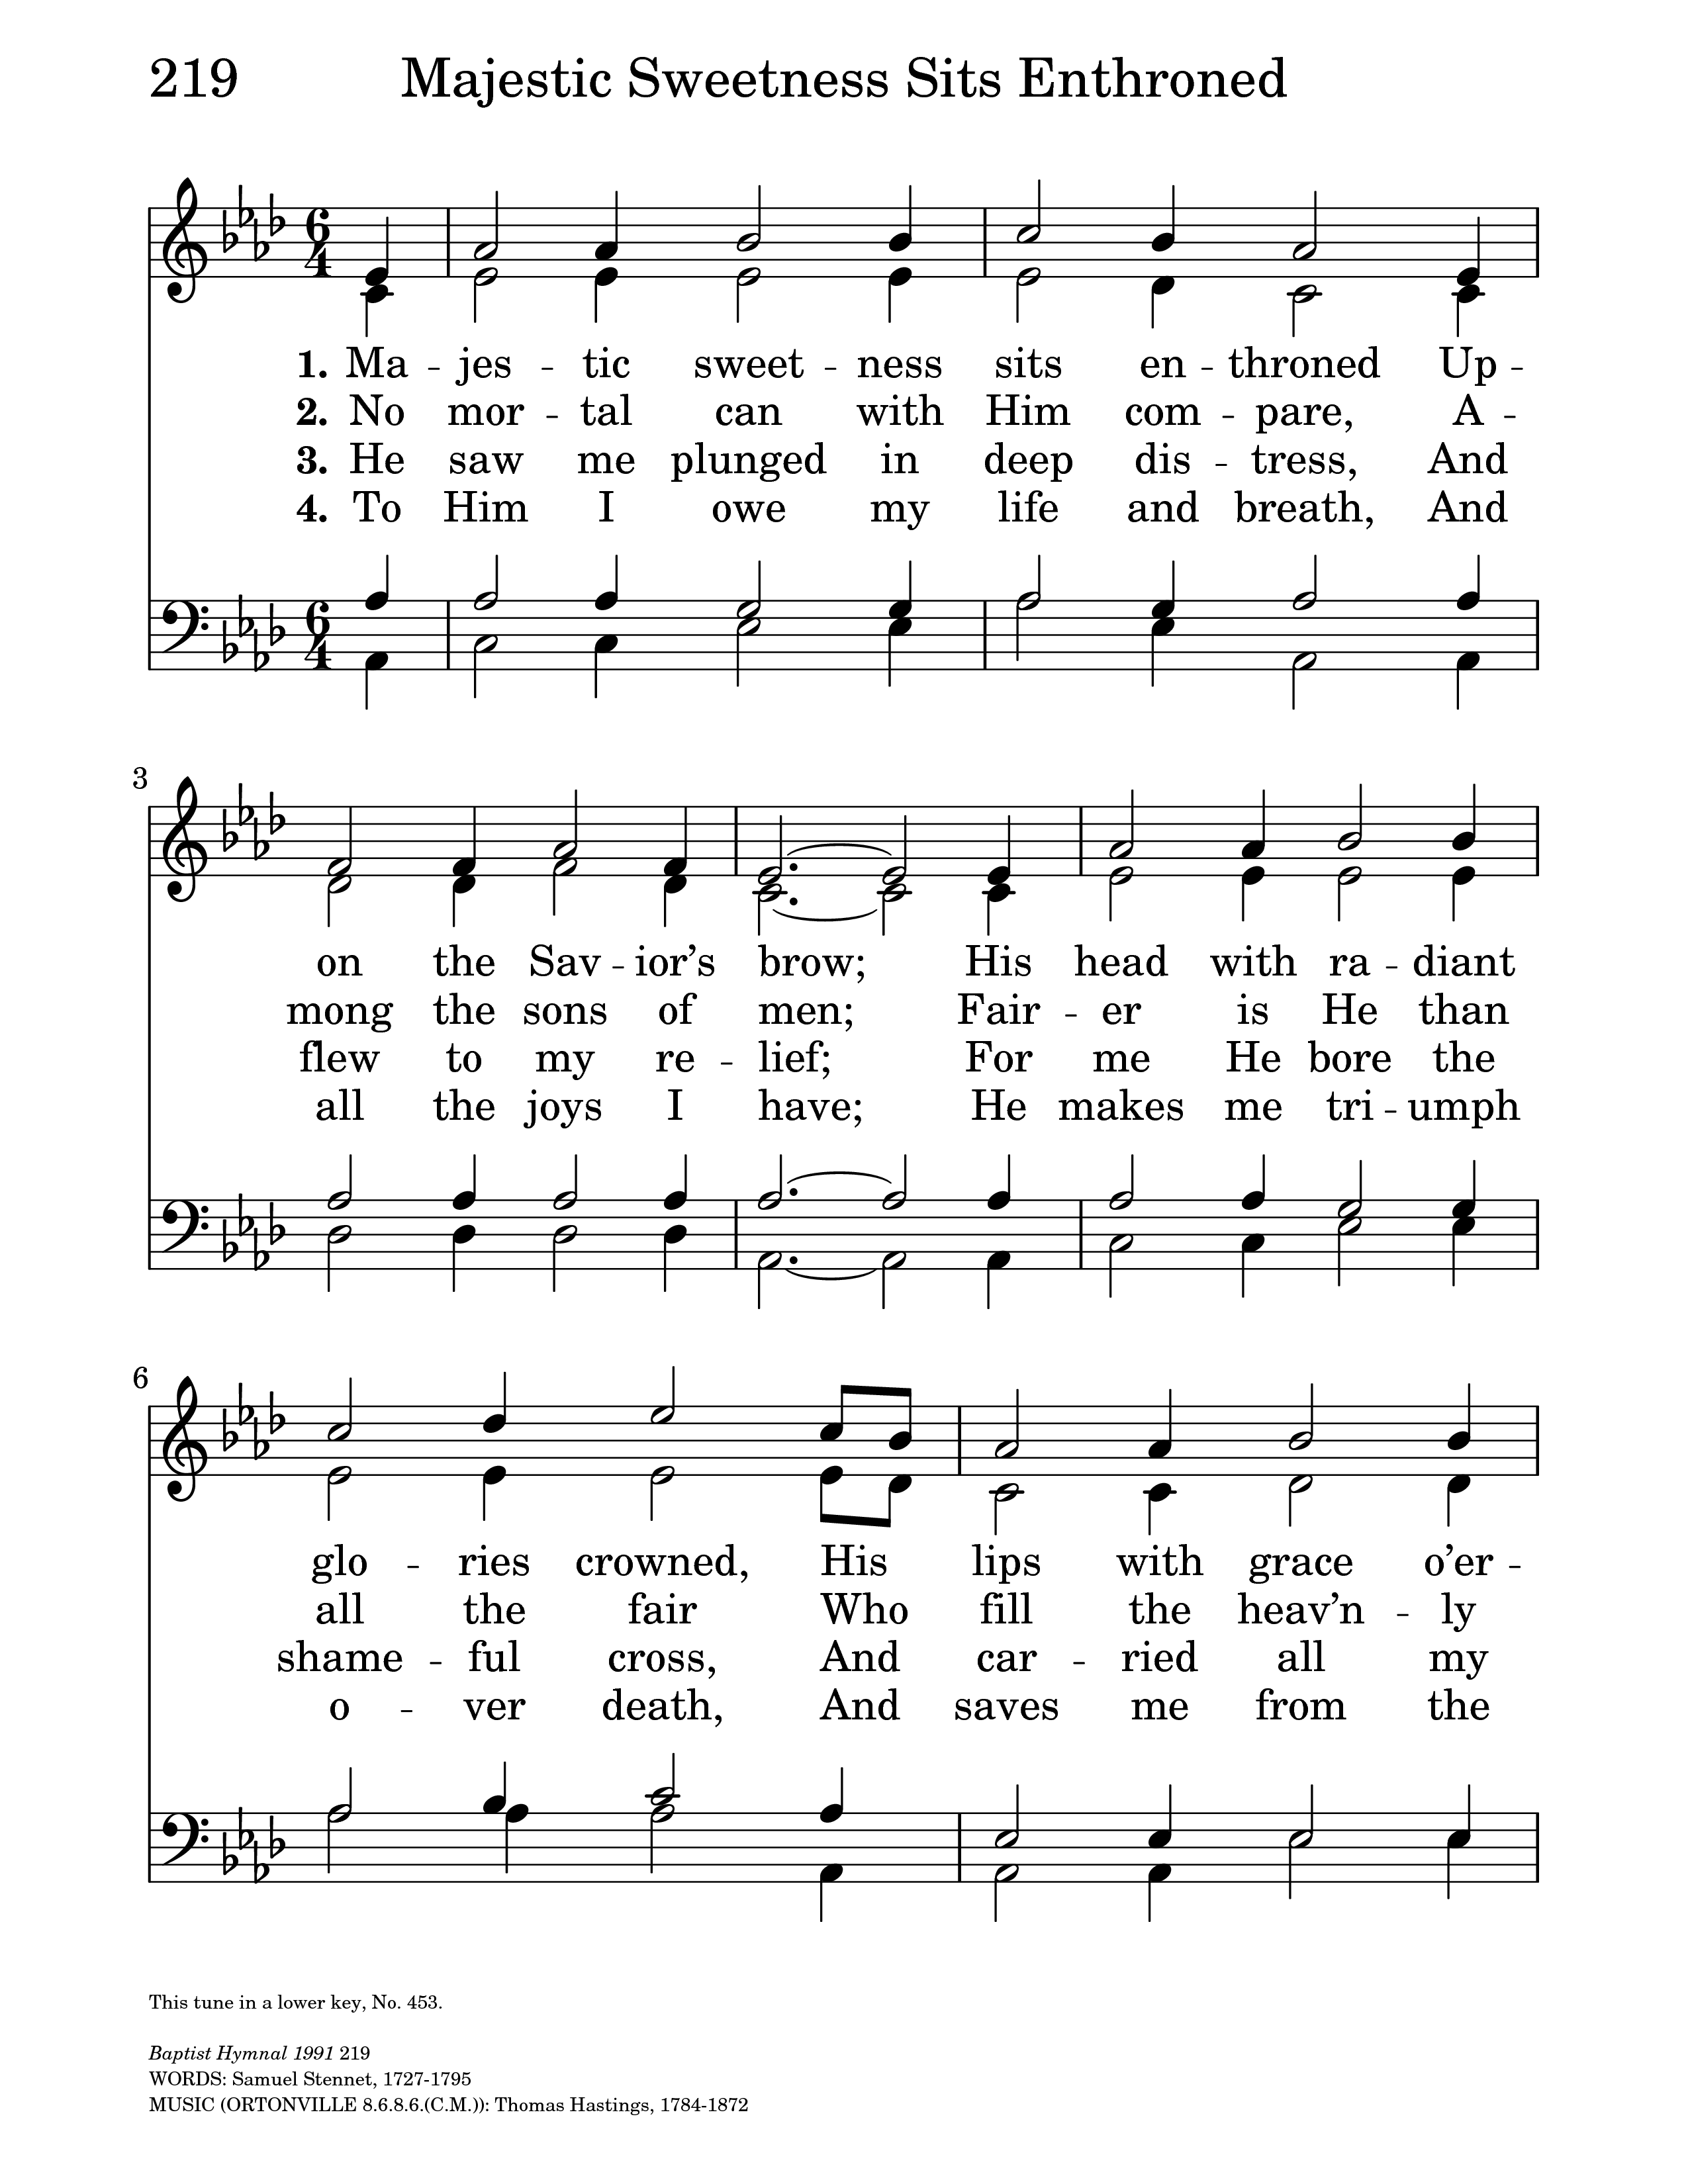 219 Majestic Sweetness Sits Enthroned
6
4
1. Ma - jes - tic sweet - ness sits en - throned Up -
2. No mor - tal can with Him com - pare, A -
3. He saw me plunged in deep dis - tress, And
4. To Him I owe my life and breath, And
6
4
3
on the Sav - ior’s brow; His head with ra - diant
mong the sons of men; Fair - er is He than
flew to my re - lief; For me He bore the
all the joys I have; He makes me tri - umph
6
glo - ries crowned, His lips with grace o’er -
all the fair Who fill the heav’n - ly
shame - ful cross, And car - ried all my
o - ver death, And saves me from the
This tune in a lower key, No. 453.
Baptist Hymnal 1991 219
WORDS: Samuel Stennet, 1727-1795
MUSIC (ORTONVILLE 8.6.8.6.(C.M.)): Thomas Hastings, 1784-1872